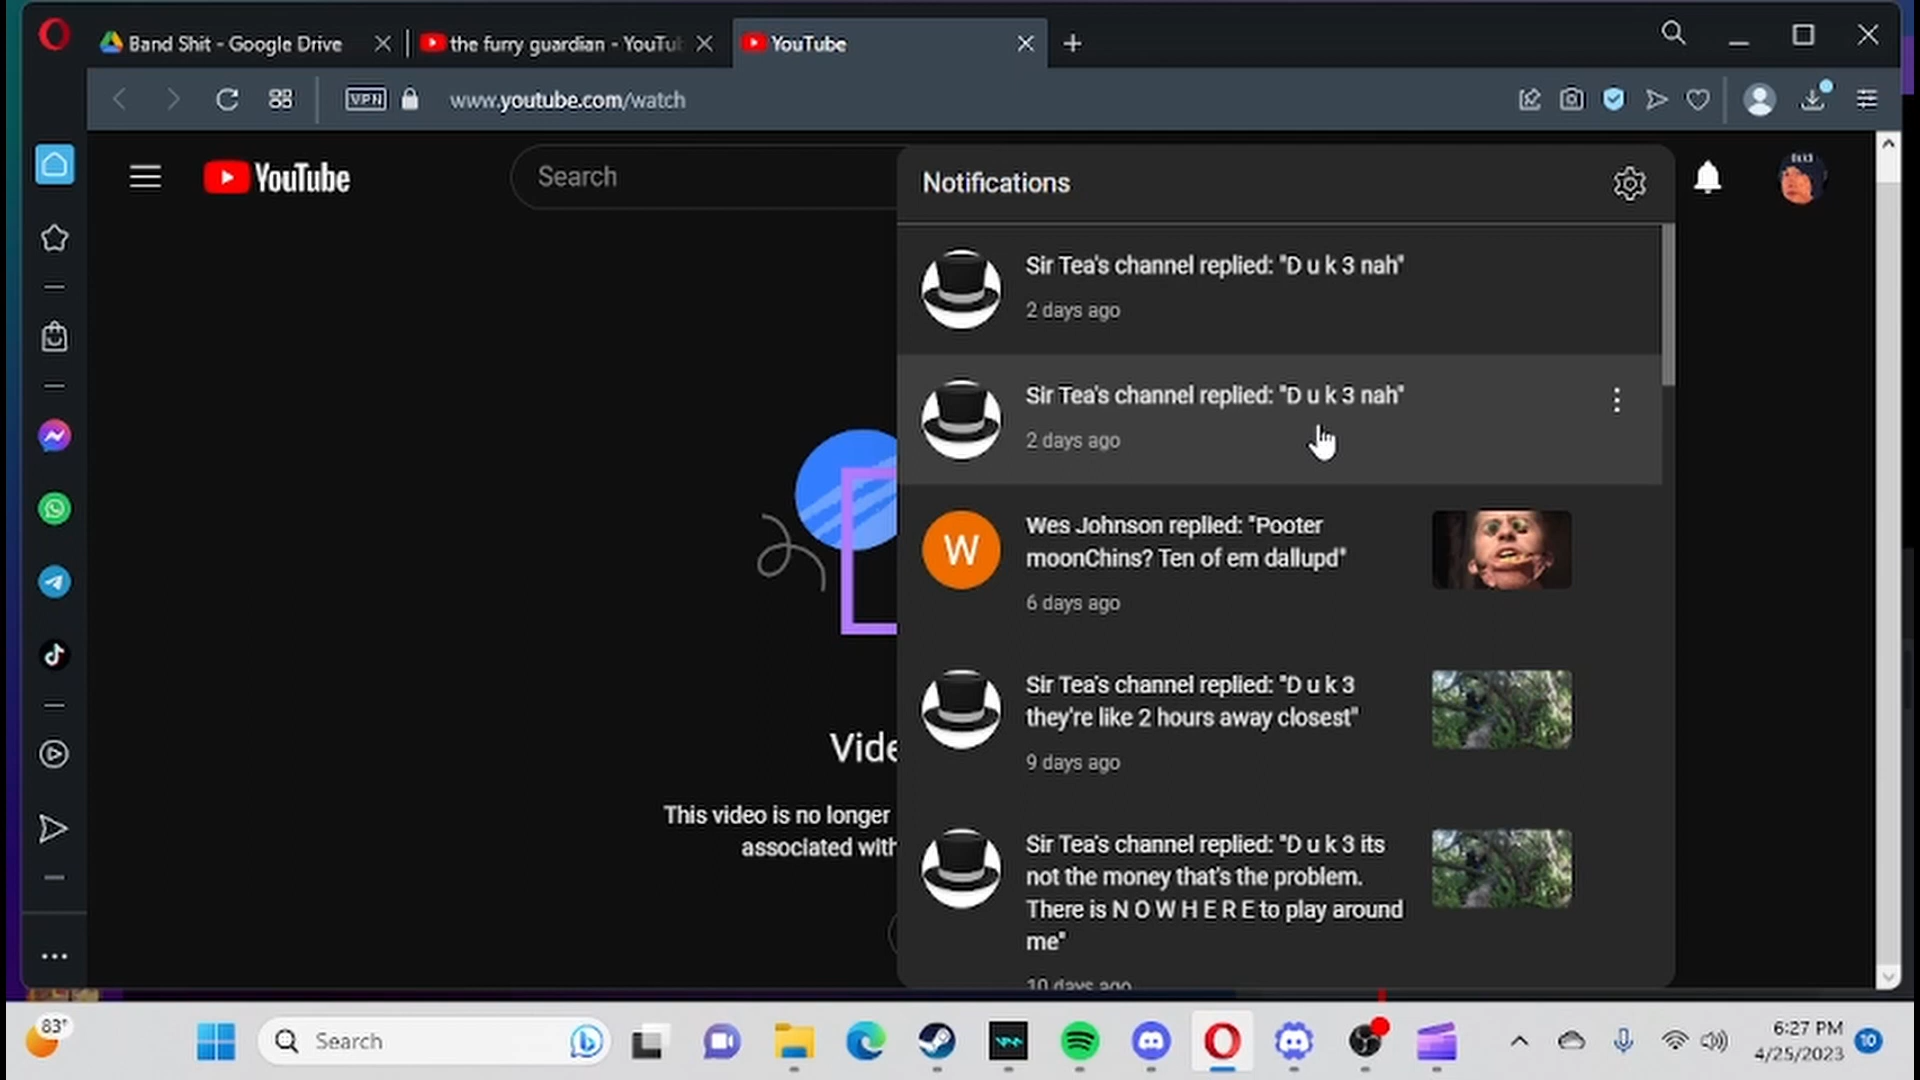 Band Shit - Google Drive
the furry guardian - YouTu
YouTube
VPN
www.youtube.com/watch
YouTube
Search
Notifications
Sir Tea's channel replied: "D u k 3 nah"
2 days ago
Sir Tea's channel replied: "D u k 3 nah"
2 days ago
W
Wes Johnson replied: "Pooter
moonChins? Ten of em dallupd"
6 days ago
Sir Tea's channel replied: "D u k 3
they're like 2 hours away closest"
9 days ago
Sir Tea's channel replied: "D u k 3 its
not the money that's the problem.
There is N O W H E R E to play around
me"
10 days ago
Vide
This video is no longer
associated with
83°
Search
6:27 PM
4/25/2023
10